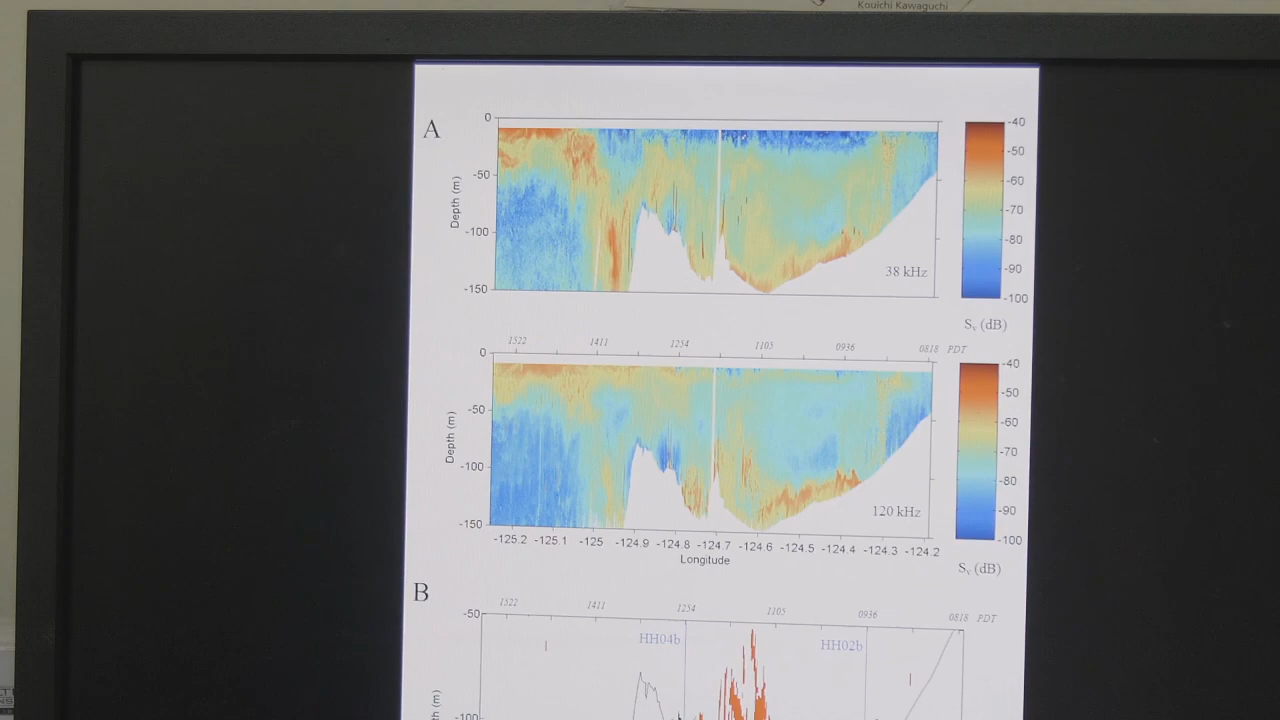 Kouichi Kawaguchi
A
0
-50
-100
-150
Depth (m)
38 kHz
-40
-50
-60
-70
-80
-90
-100
Sv (dB)
1522 1411 1254 1105 0936 0818 PDT
0
-50
-100
-150
Depth (m)
120 kHz
-40
-50
-60
-70
-80
-90
-100
Sv (dB)
-125.2 -125.1 -125 -124.9 -124.8 -124.7 -124.6 -124.5 -124.4 -124.3 -124.2
Longitude
B
1522 1411 1254 1105 0936 0818 PDT
-50
HH04b
HH02b
-100
(m)